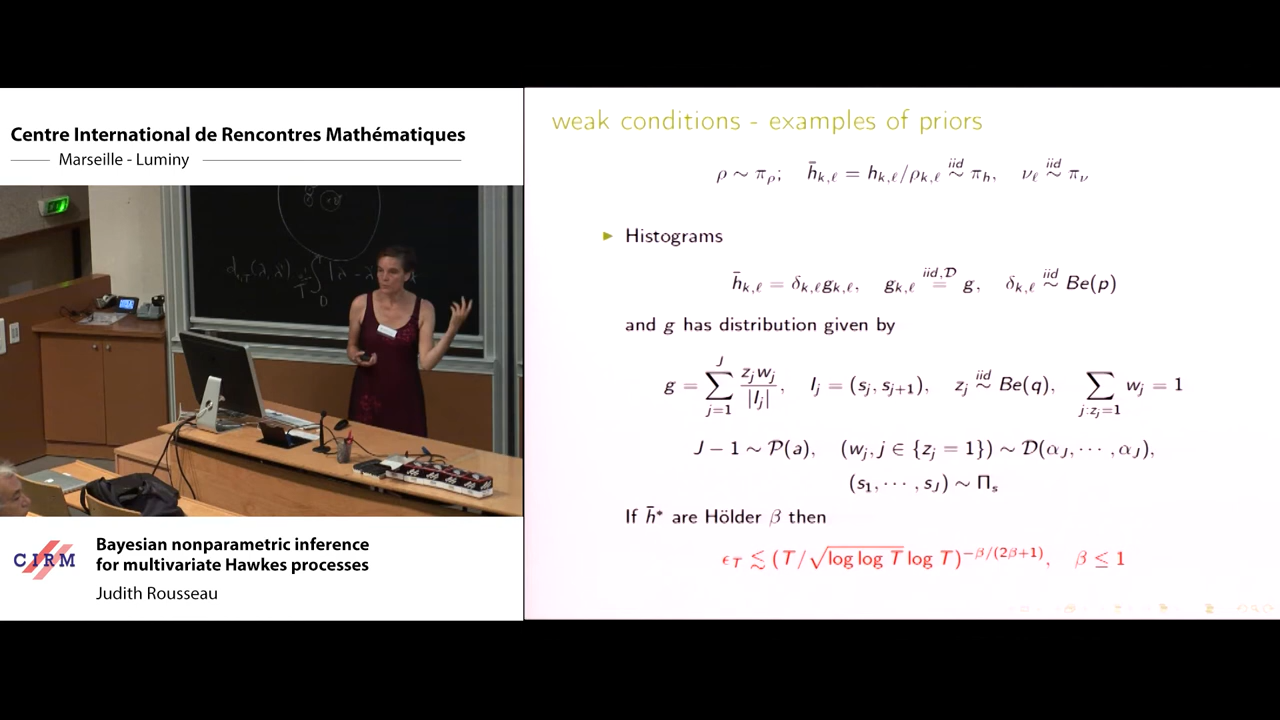 Centre International de Rencontres Mathématiques
Marseille - Luminy
d₁,T(λ, λ') = 1/T ∫_D |λ - λ'
CIRM
Bayesian nonparametric inference
for multivariate Hawkes processes
Judith Rousseau
weak conditions - examples of priors
ρ ∼ π_ρ; h̄_{k,ℓ} = h_{k,ℓ}/ρ_{k,ℓ} iid∼ π_h, ν_ℓ iid∼ π_ν
► Histograms
h̄_{k,ℓ} = δ_{k,ℓ}g_{k,ℓ}, g_{k,ℓ} iid,𝒟= g, δ_{k,ℓ} iid∼ Be(p)
and g has distribution given by
g = ∑_{j=1}^{J} z_j w_j / |I_j|, I_j = (s_j, s_{j+1}), z_j iid∼ Be(q), ∑_{j:z_j=1} w_j = 1
J − 1 ∼ 𝒫(a), (w_j, j ∈ {z_j = 1}) ∼ 𝒟(α_J, ⋯ , α_J),
(s_1, ⋯ , s_J) ∼ Π_s
If h̄* are Hölder β then
ϵ_T ≲ (T/√(log log T) log T)^{−β/(2β+1)}, β ≤ 1